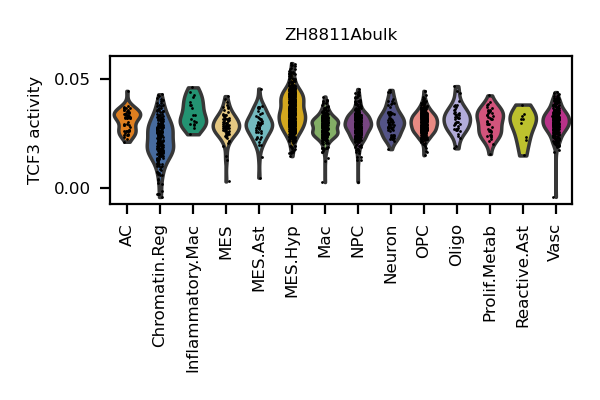 ZH8811Abulk
TCF3 activity
0.05
0.00
AC
Chromatin.Reg
Inflammatory.Mac
MES
MES.Ast
MES.Hyp
Mac
NPC
Neuron
OPC
Oligo
Prolif.Metab
Reactive.Ast
Vasc